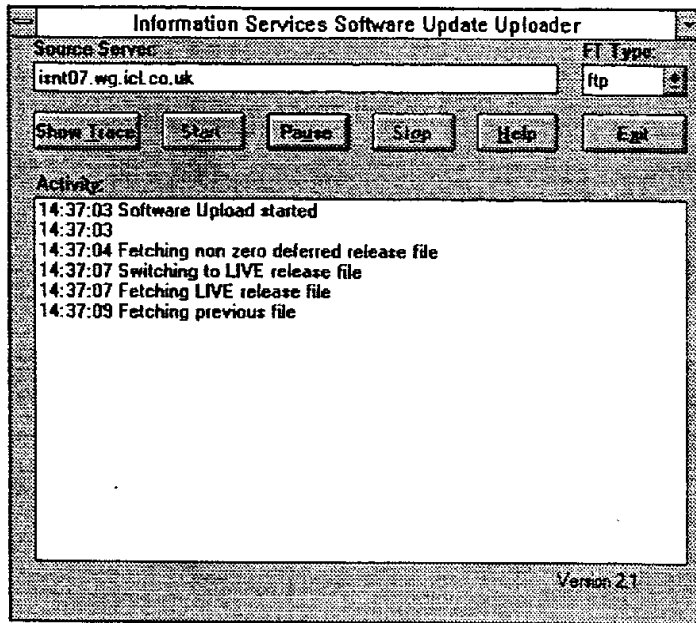 Information Services Software Update Uploader
Source Server: FT Type:
isnt07.wg.icl.co.uk ftp
Show Trace Start Pause Stop Help Exit
Activity:
14:37:03 Software Upload started
14:37:03
14:37:04 Fetching non zero deferred release file
14:37:07 Switching to LIVE release file
14:37:07 Fetching LIVE release file
14:37:09 Fetching previous file
Version 2.1